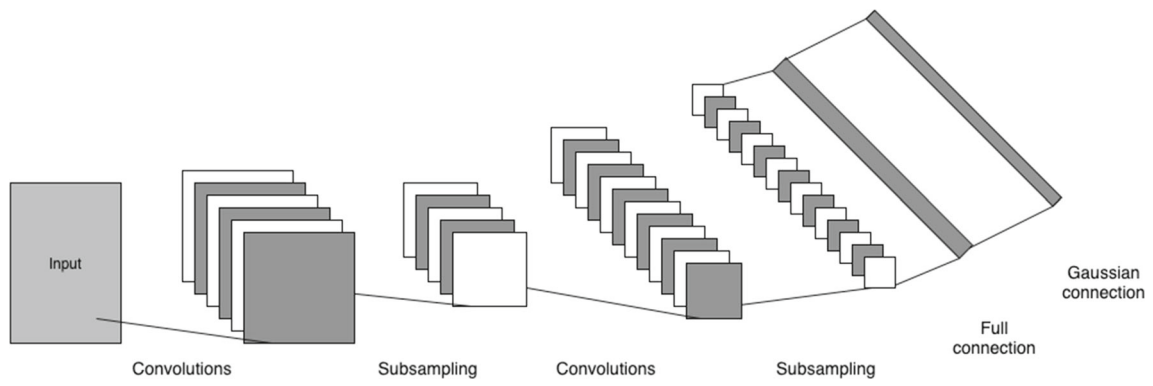 Input
Convolutions
Subsampling
Convolutions
Subsampling
Full
connection
Gaussian
connection